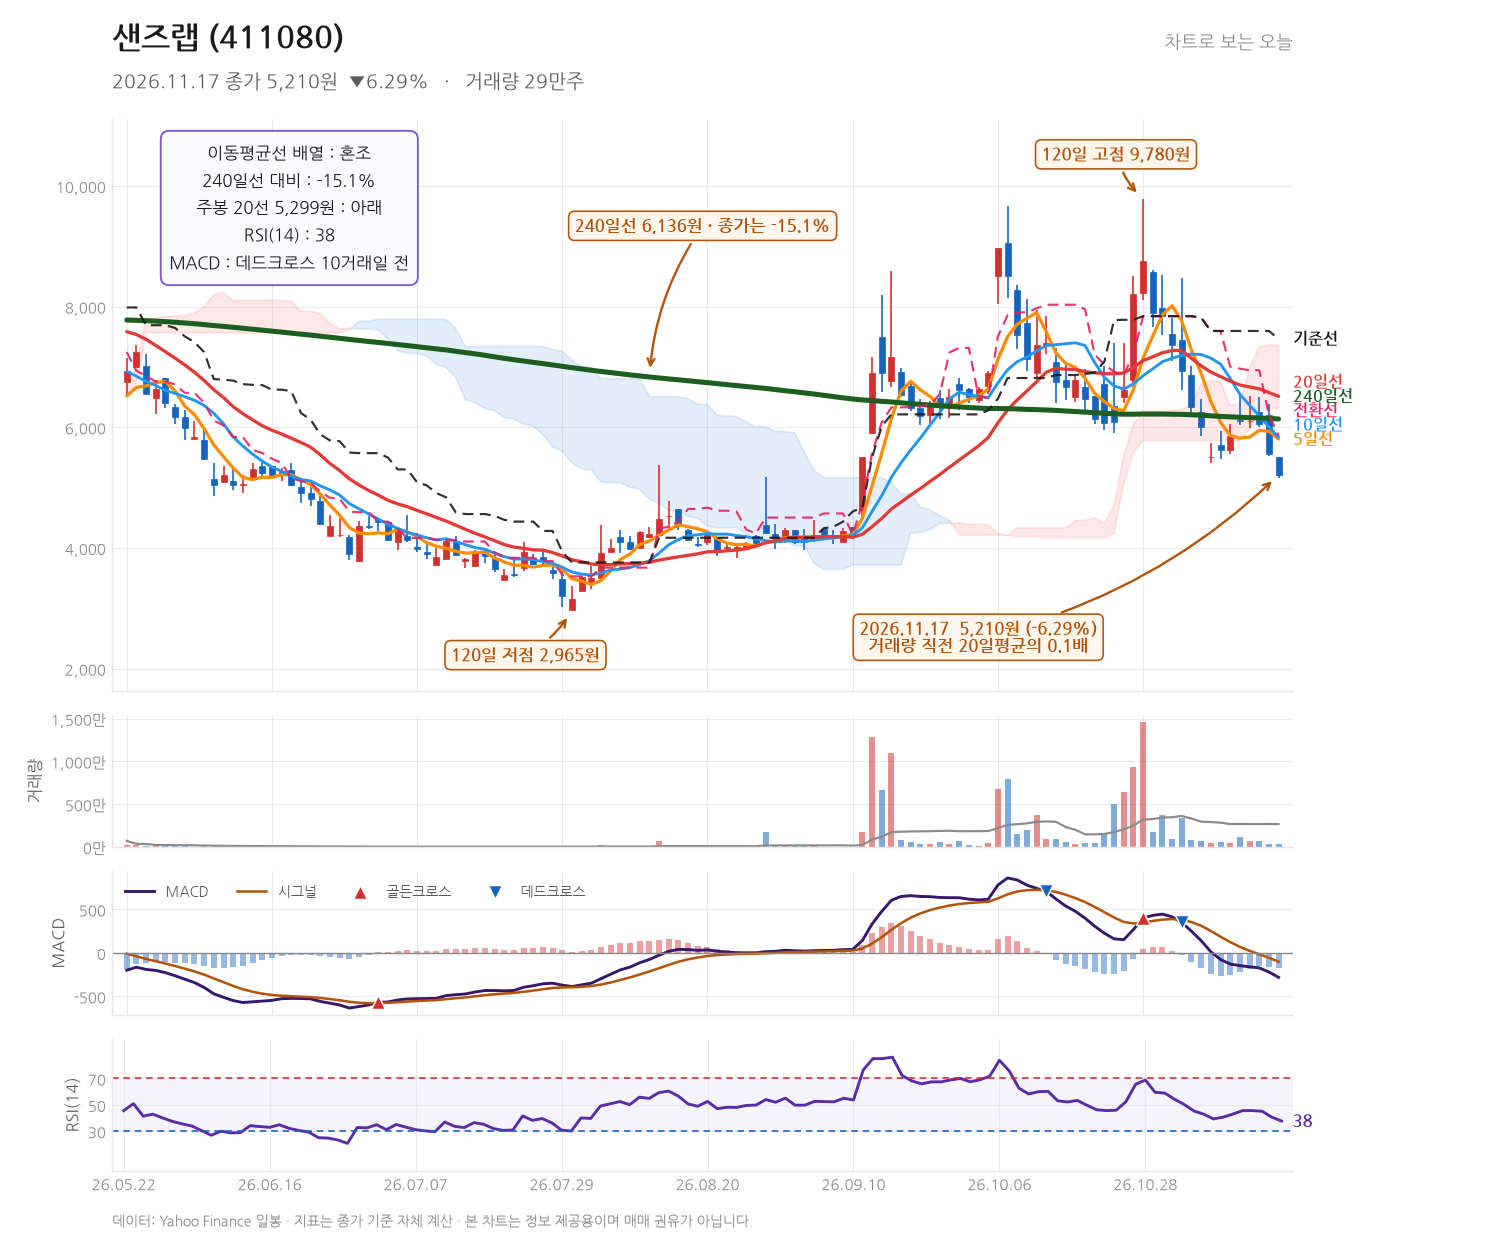 샌즈랩 (411080)
차트로 보는 오늘
2026.11.17 종가 5,210원 ▼6.29% · 거래량 29만주
이동평균선 배열 : 혼조
240일선 대비 : -15.1%
주봉 20선 5,299원 : 아래
RSI(14) : 38
MACD : 데드크로스 10거래일 전
120일 고점 9,780원
240일선 6,136원 · 종가는 -15.1%
10,000
8,000
6,000
4,000
2,000
기준선
20일선
240일선
전환선
10일선
5일선
2026.11.17 5,210원 (-6.29%)
거래량 직전 20일평균의 0.1배
120일 저점 2,965원
거래량
1,500만
1,000만
500만
0만
MACD
MACD
시그널
골든크로스
데드크로스
500
0
-500
RSI(14)
70
50
30
38
26.05.22
26.06.16
26.07.07
26.07.29
26.08.20
26.09.10
26.10.06
26.10.28
데이터: Yahoo Finance 일봉 · 지표는 종가 기준 자체 계산 · 본 차트는 정보 제공용이며 매매 권유가 아닙니다.